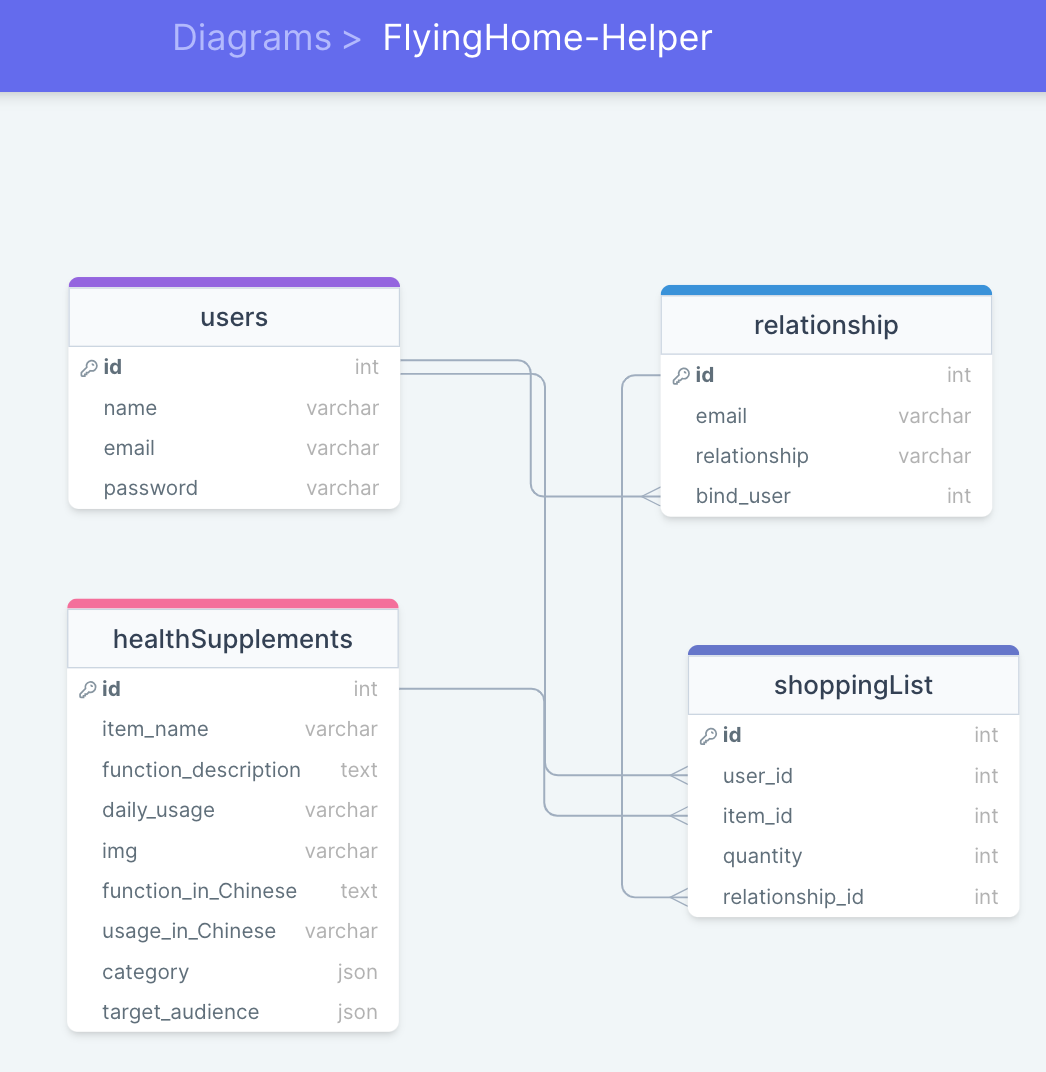 Diagrams > FlyingHome-Helper
users
id int
name varchar
email varchar
password varchar
relationship
id int
email varchar
relationship varchar
bind_user int
healthSupplements
id int
item_name varchar
function_description text
daily_usage varchar
img varchar
function_in_Chinese text
usage_in_Chinese varchar
category json
target_audience json
shoppingList
id int
user_id int
item_id int
quantity int
relationship_id int